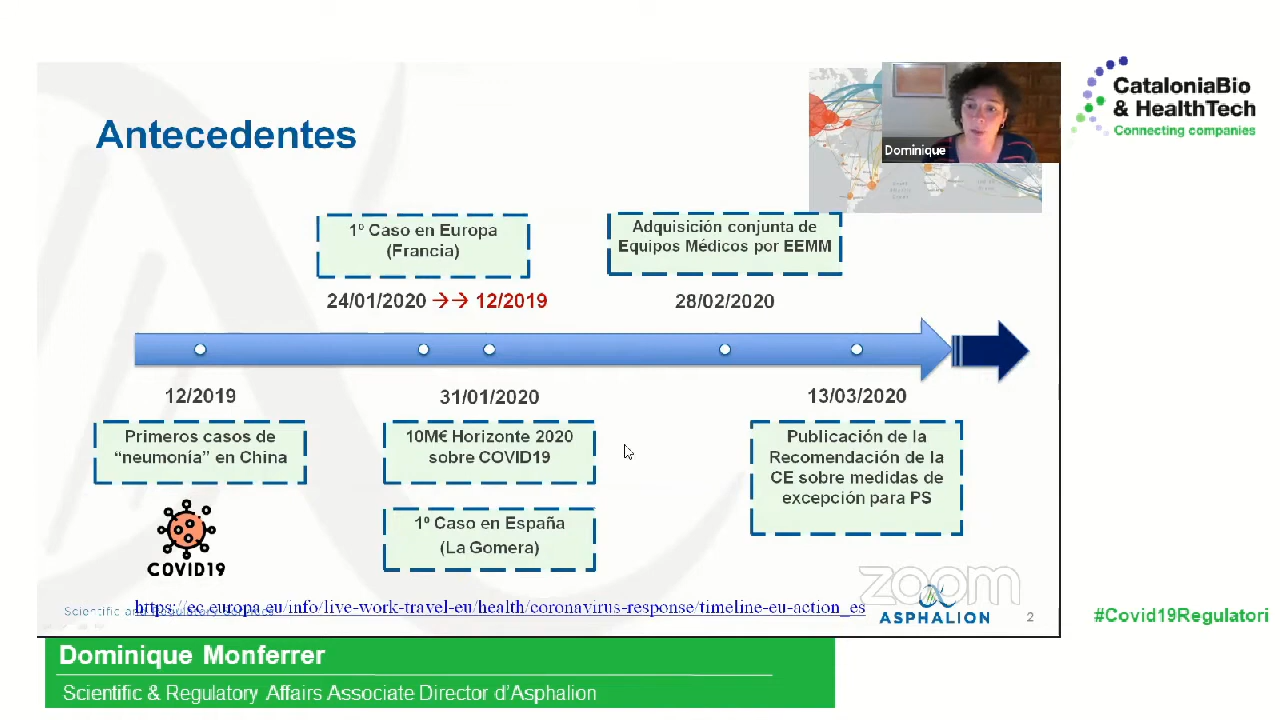 CataloniaBio
& HealthTech
Connecting companies
Antecedentes
Dominique
1º Caso en Europa
(Francia)
Adquisición conjunta de
Equipos Médicos por EEMM
24/01/2020 →→ 12/2019
28/02/2020
12/2019
31/01/2020
13/03/2020
Primeros casos de
“neumonía” en China
10M€ Horizonte 2020
sobre COVID19
Publicación de la
Recomendación de la
CE sobre medidas de
excepción para PS
1º Caso en España
(La Gomera)
COVID19
zoom
Scientific and
https://ec.europa.eu/info/live-work-travel-eu/health/coronavirus-response/timeline-eu-action_es
ASPHALION
2
#Covid19Regulatori
Dominique Monferrer
Scientific & Regulatory Affairs Associate Director d’Asphalion